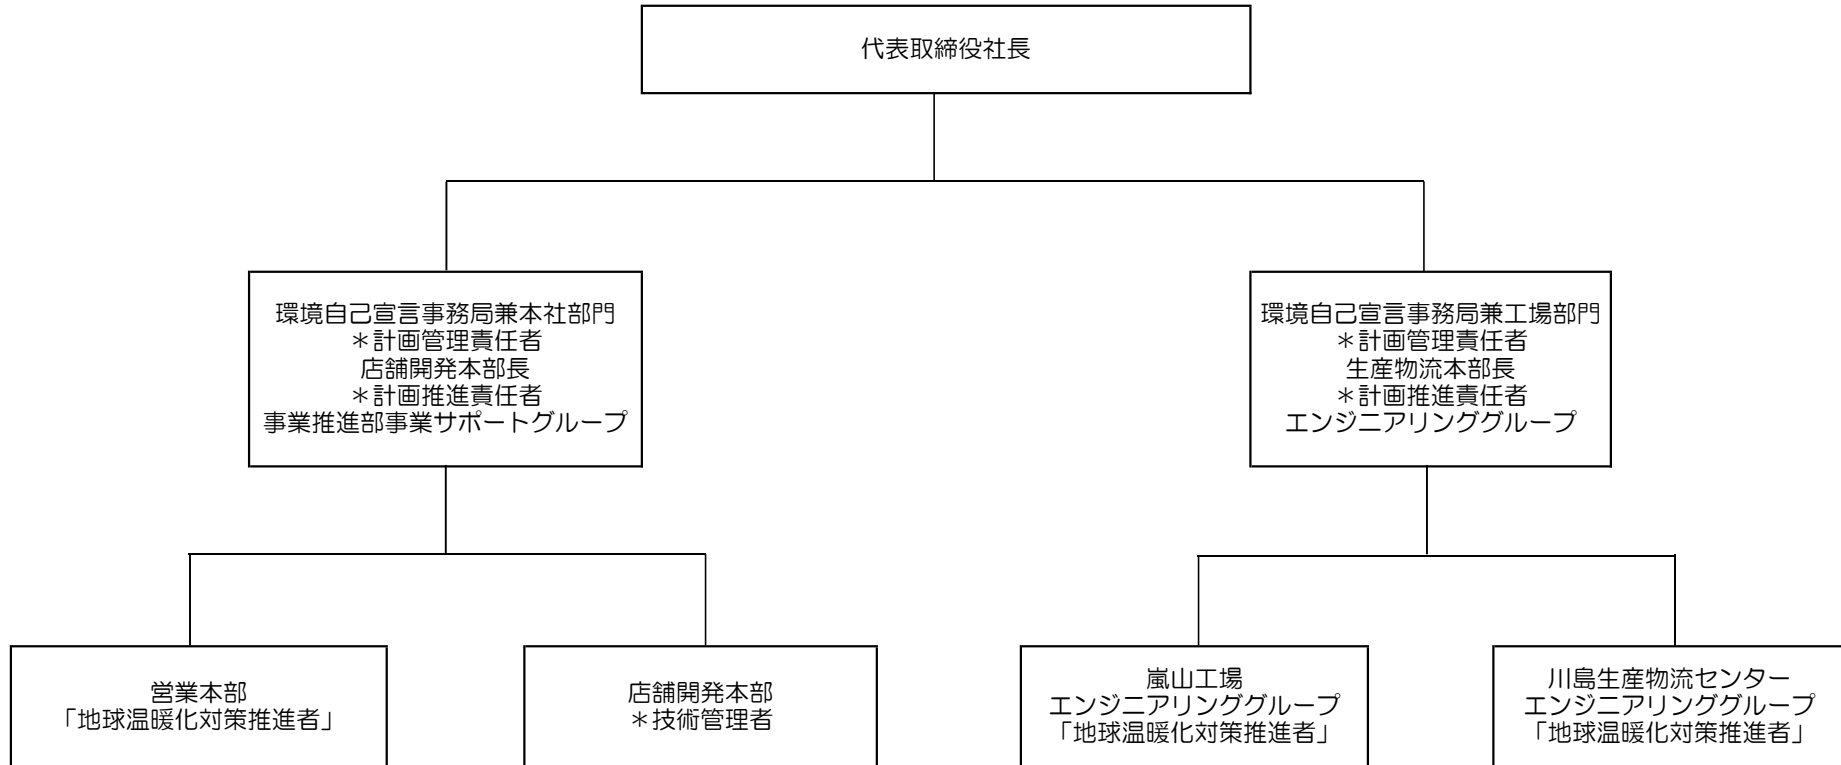 代表取締役社長
環境自己宣言事務局兼本社部門
＊計画管理責任者
店舗開発本部長
＊計画推進責任者
事業推進部事業サポートグループ
環境自己宣言事務局兼工場部門
＊計画管理責任者
生産物流本部長
＊計画推進責任者
エンジニアリンググループ
営業本部
「地球温暖化対策推進者」
店舗開発本部
＊技術管理者
嵐山工場
エンジニアリンググループ
「地球温暖化対策推進者」
川島生産物流センター
エンジニアリンググループ
「地球温暖化対策推進者」